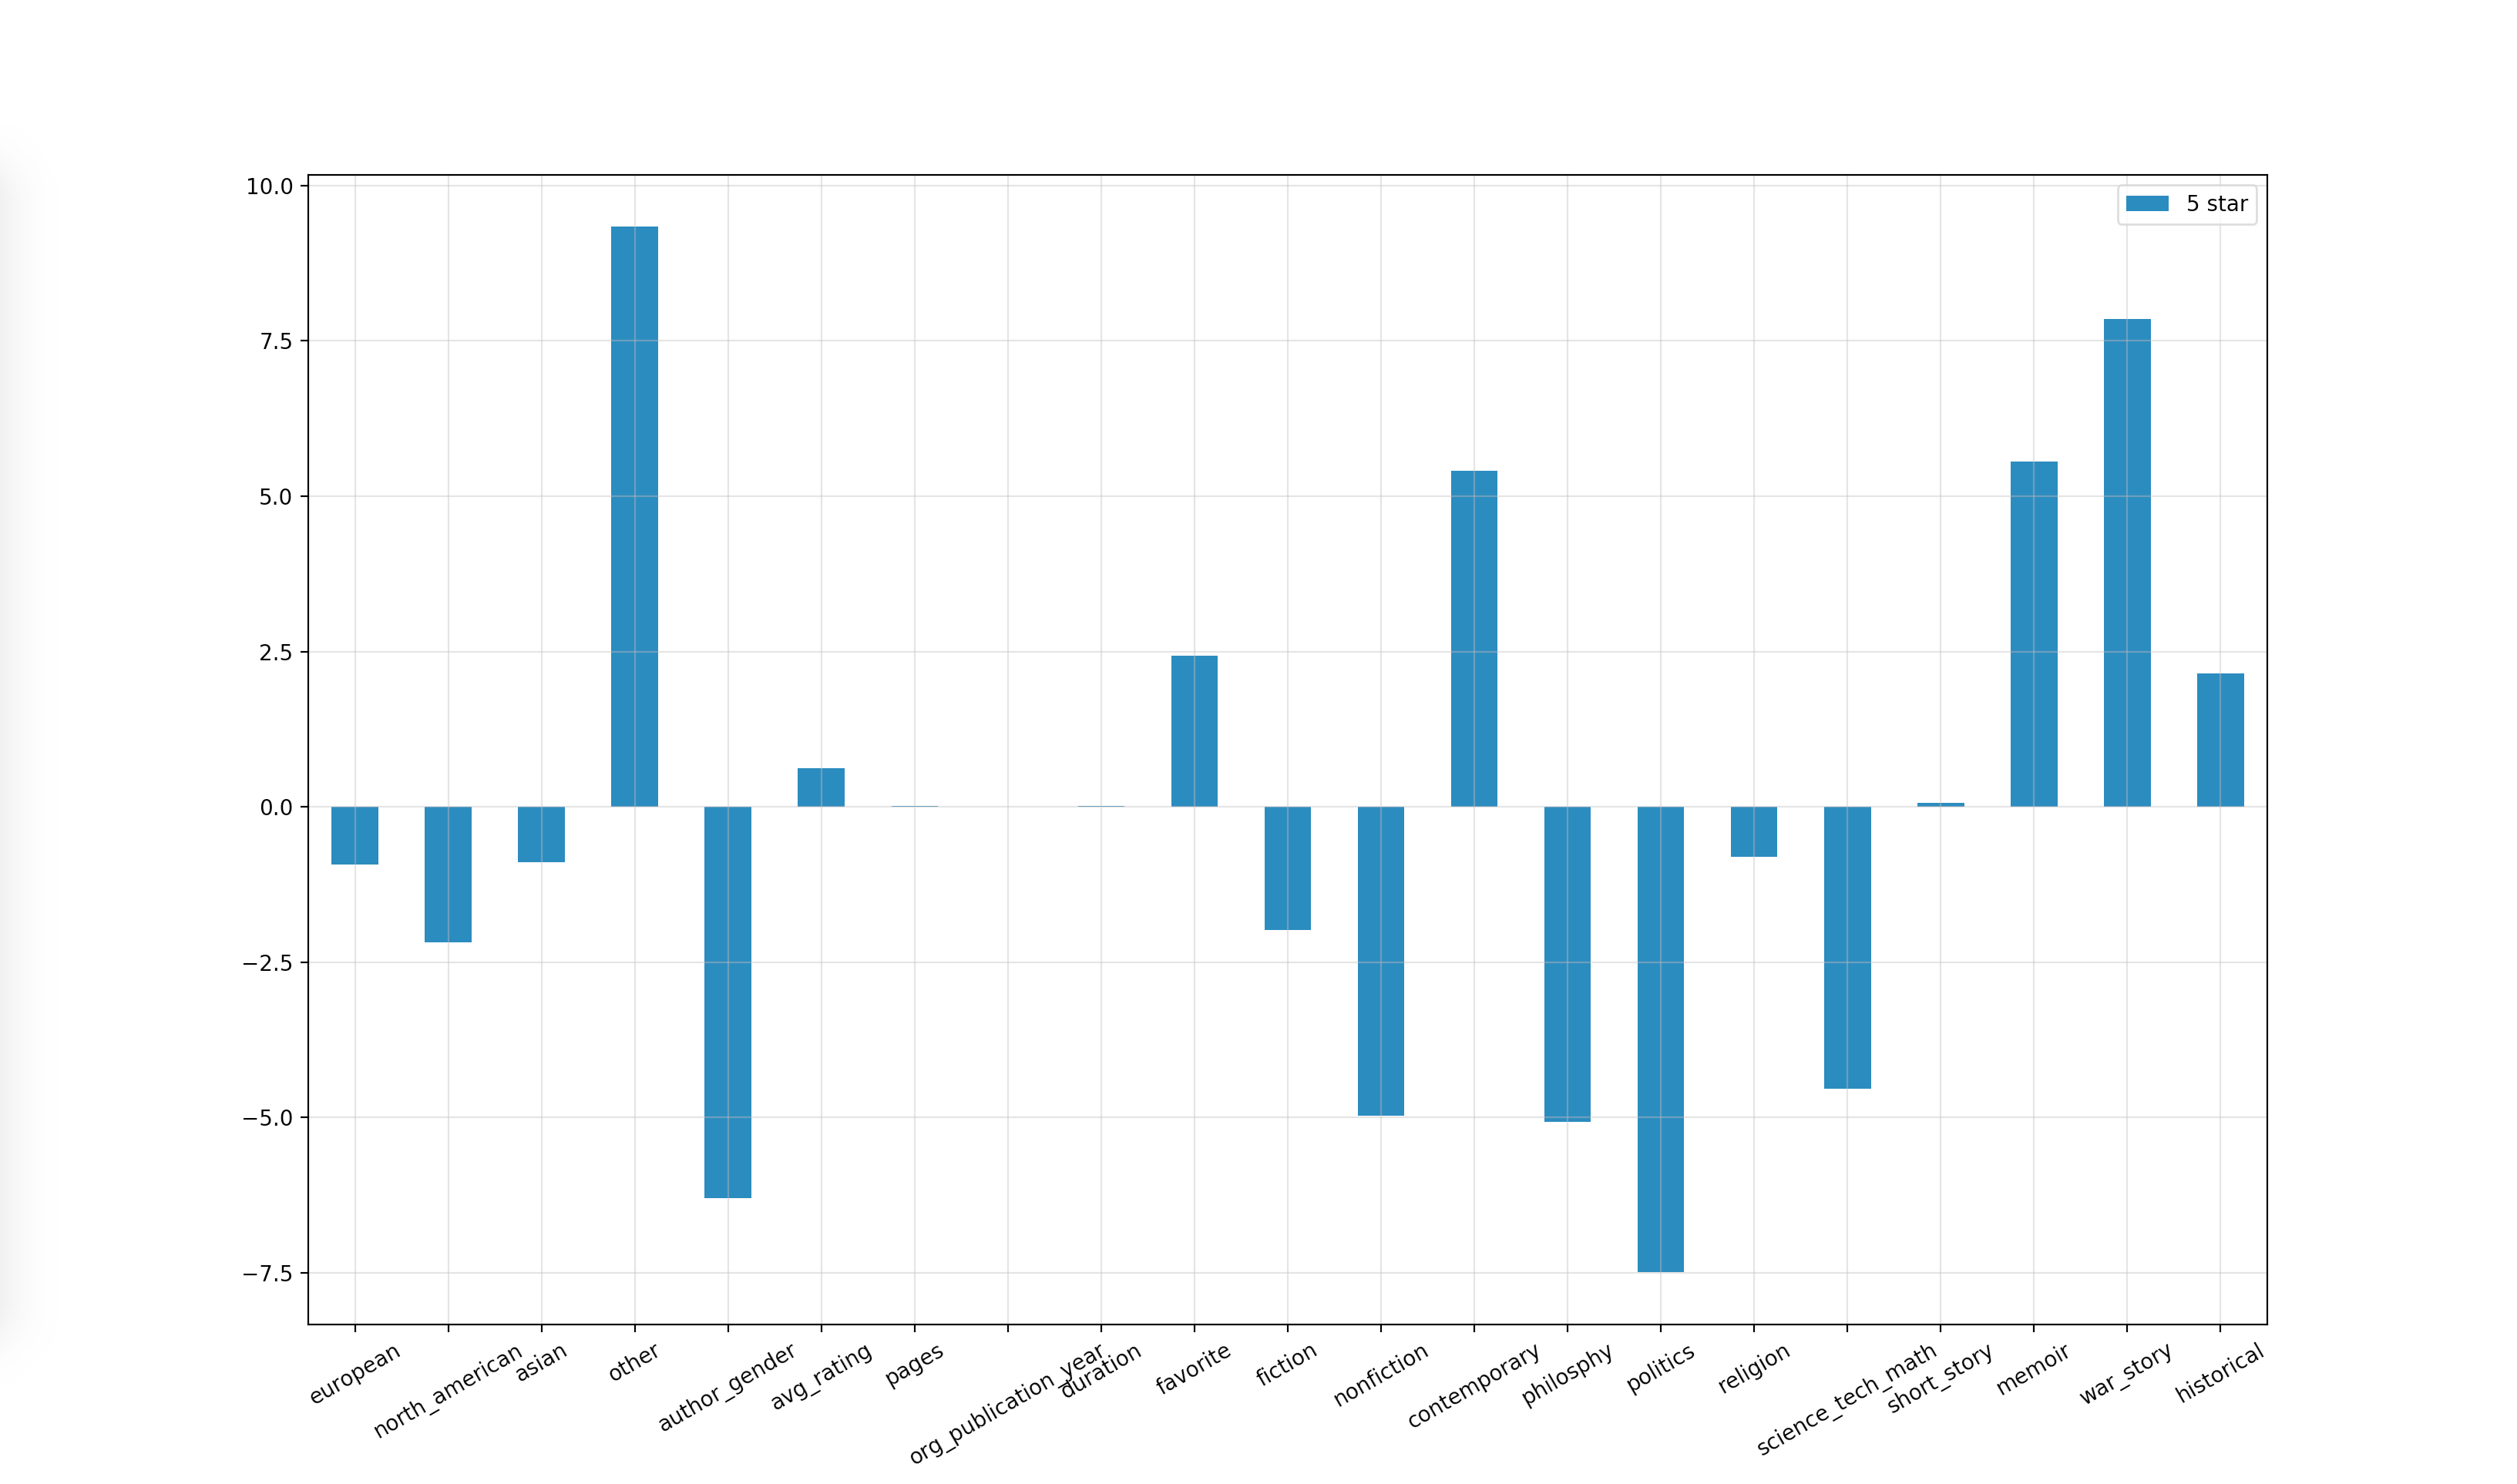 10.0
7.5
5.0
2.5
0.0
−2.5
−5.0
−7.5
5 star
european
north_american
asian
other
author_gender
avg_rating
pages
org_publication_year
duration
favorite
fiction
nonfiction
contemporary
philosphy
politics
religion
science_tech_math
short_story
memoir
war_story
historical